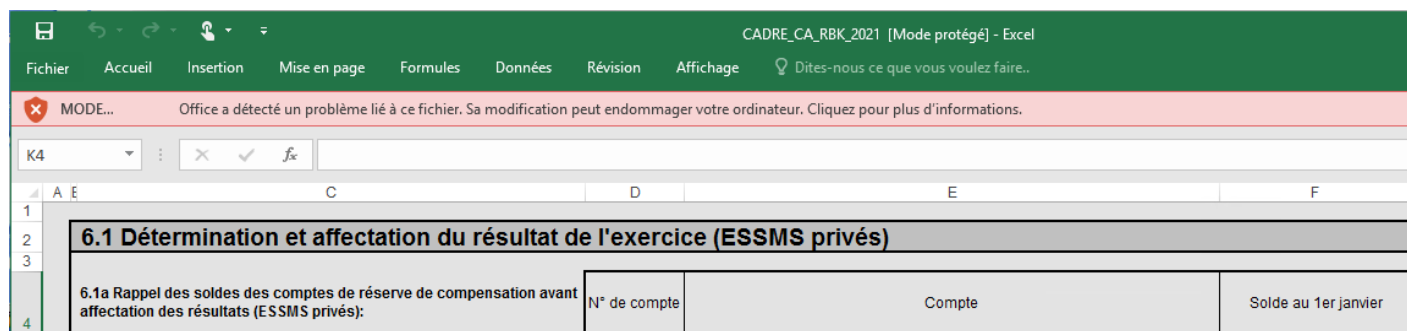 CADRE_CA_RBK_2021 [Mode protégé] - Excel
Fichier Accueil Insertion Mise en page Formules Données Révision Affichage Dites-nous ce que vous voulez faire..
MODE... Office a détecté un problème lié à ce fichier. Sa modification peut endommager votre ordinateur. Cliquez pour plus d'informations.
K4 fx
A B C D E F
1
2 6.1 Détermination et affectation du résultat de l'exercice (ESSMS privés)
3
6.1a Rappel des soldes des comptes de réserve de compensation avant
affectation des résultats (ESSMS privés):
N° de compte Compte Solde au 1er janvier
4